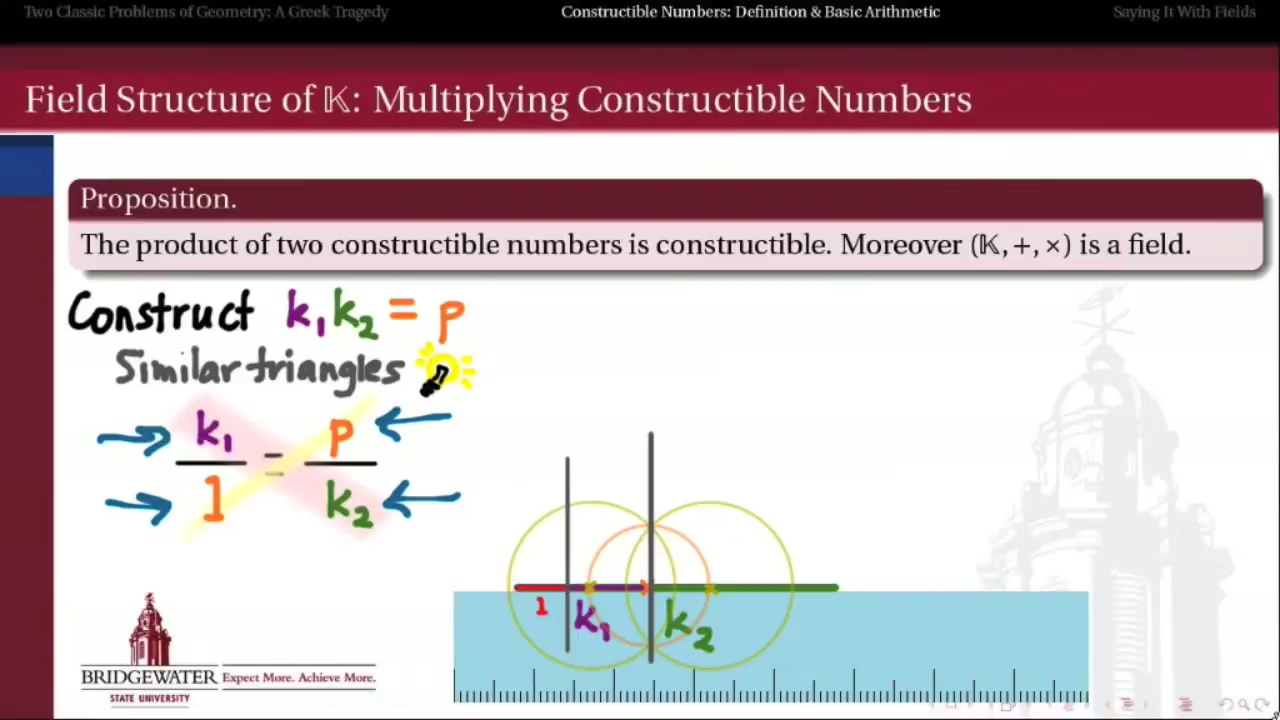 Two Classic Problems of Geometry: A Greek Tragedy Constructible Numbers: Definition & Basic Arithmetic Saying It With Fields
Field Structure of 𝕂: Multiplying Constructible Numbers
Proposition.
The product of two constructible numbers is constructible. Moreover (𝕂, +, ×) is a field.
Construct k₁k₂ = p
Similar triangles
k₁ = p
1 k₂
1 k₁ k₂
BRIDGEWATER Expect More. Achieve More.
STATE UNIVERSITY